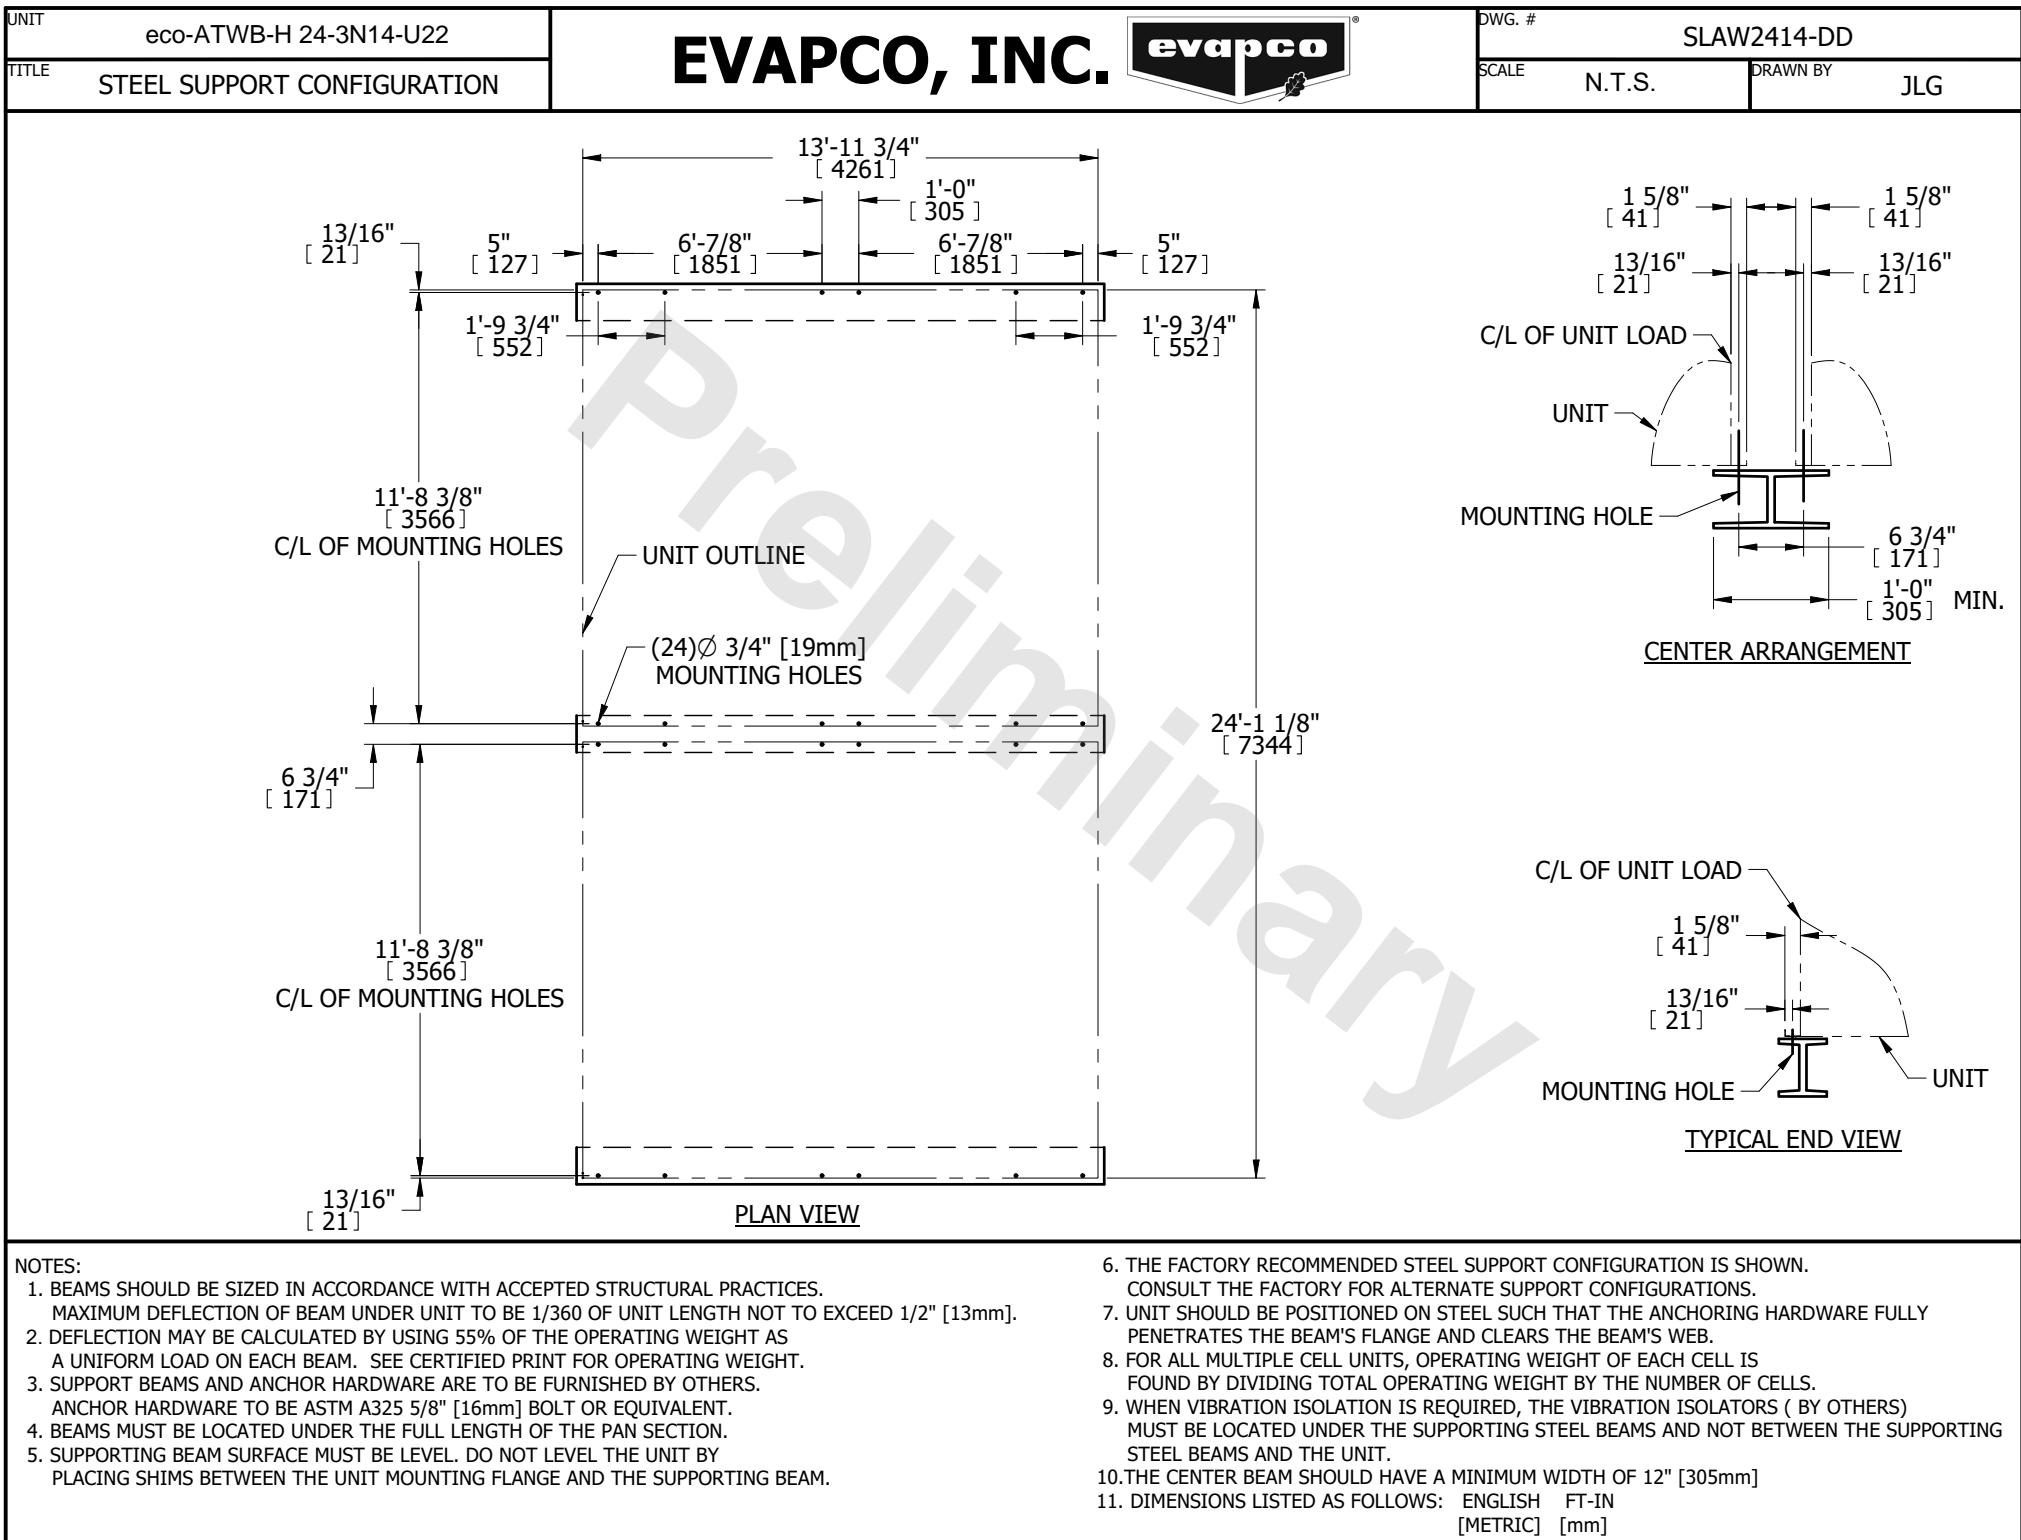 UNIT
eco-ATWB-H 24-3N14-U22
TITLE
STEEL SUPPORT CONFIGURATION
EVAPCO, INC.
evapco
®
DWG. #
SLAW2414-DD
SCALE
N.T.S.
DRAWN BY
JLG
13'-11 3/4"
[ 4261]
1'-0"
[ 305 ]
13/16"
[ 21]
5"
[ 127]
6'-7/8"
[ 1851 ]
6'-7/8"
[ 1851 ]
5"
[ 127]
1'-9 3/4"
[ 552]
1'-9 3/4"
[ 552]
11'-8 3/8"
[ 3566]
C/L OF MOUNTING HOLES
UNIT OUTLINE
(24)∅ 3/4" [19mm]
MOUNTING HOLES
6 3/4"
[ 171]
24'-1 1/8"
[ 7344]
11'-8 3/8"
[ 3566]
C/L OF MOUNTING HOLES
13/16"
[ 21]
PLAN VIEW
Preliminary
1 5/8"
[ 41]
1 5/8"
[ 41]
13/16"
[ 21]
13/16"
[ 21]
C/L OF UNIT LOAD
UNIT
MOUNTING HOLE
6 3/4"
[ 171]
1'-0"
[ 305] MIN.
CENTER ARRANGEMENT
C/L OF UNIT LOAD
1 5/8"
[ 41]
13/16"
[ 21]
MOUNTING HOLE
UNIT
TYPICAL END VIEW
NOTES:
1. BEAMS SHOULD BE SIZED IN ACCORDANCE WITH ACCEPTED STRUCTURAL PRACTICES.
MAXIMUM DEFLECTION OF BEAM UNDER UNIT TO BE 1/360 OF UNIT LENGTH NOT TO EXCEED 1/2" [13mm].
2. DEFLECTION MAY BE CALCULATED BY USING 55% OF THE OPERATING WEIGHT AS
A UNIFORM LOAD ON EACH BEAM. SEE CERTIFIED PRINT FOR OPERATING WEIGHT.
3. SUPPORT BEAMS AND ANCHOR HARDWARE ARE TO BE FURNISHED BY OTHERS.
ANCHOR HARDWARE TO BE ASTM A325 5/8" [16mm] BOLT OR EQUIVALENT.
4. BEAMS MUST BE LOCATED UNDER THE FULL LENGTH OF THE PAN SECTION.
5. SUPPORTING BEAM SURFACE MUST BE LEVEL. DO NOT LEVEL THE UNIT BY
PLACING SHIMS BETWEEN THE UNIT MOUNTING FLANGE AND THE SUPPORTING BEAM.
6. THE FACTORY RECOMMENDED STEEL SUPPORT CONFIGURATION IS SHOWN.
CONSULT THE FACTORY FOR ALTERNATE SUPPORT CONFIGURATIONS.
7. UNIT SHOULD BE POSITIONED ON STEEL SUCH THAT THE ANCHORING HARDWARE FULLY
PENETRATES THE BEAM'S FLANGE AND CLEARS THE BEAM'S WEB.
8. FOR ALL MULTIPLE CELL UNITS, OPERATING WEIGHT OF EACH CELL IS
FOUND BY DIVIDING TOTAL OPERATING WEIGHT BY THE NUMBER OF CELLS.
9. WHEN VIBRATION ISOLATION IS REQUIRED, THE VIBRATION ISOLATORS ( BY OTHERS)
MUST BE LOCATED UNDER THE SUPPORTING STEEL BEAMS AND NOT BETWEEN THE SUPPORTING
STEEL BEAMS AND THE UNIT.
10.THE CENTER BEAM SHOULD HAVE A MINIMUM WIDTH OF 12" [305mm]
11. DIMENSIONS LISTED AS FOLLOWS: ENGLISH FT-IN
[METRIC] [mm]